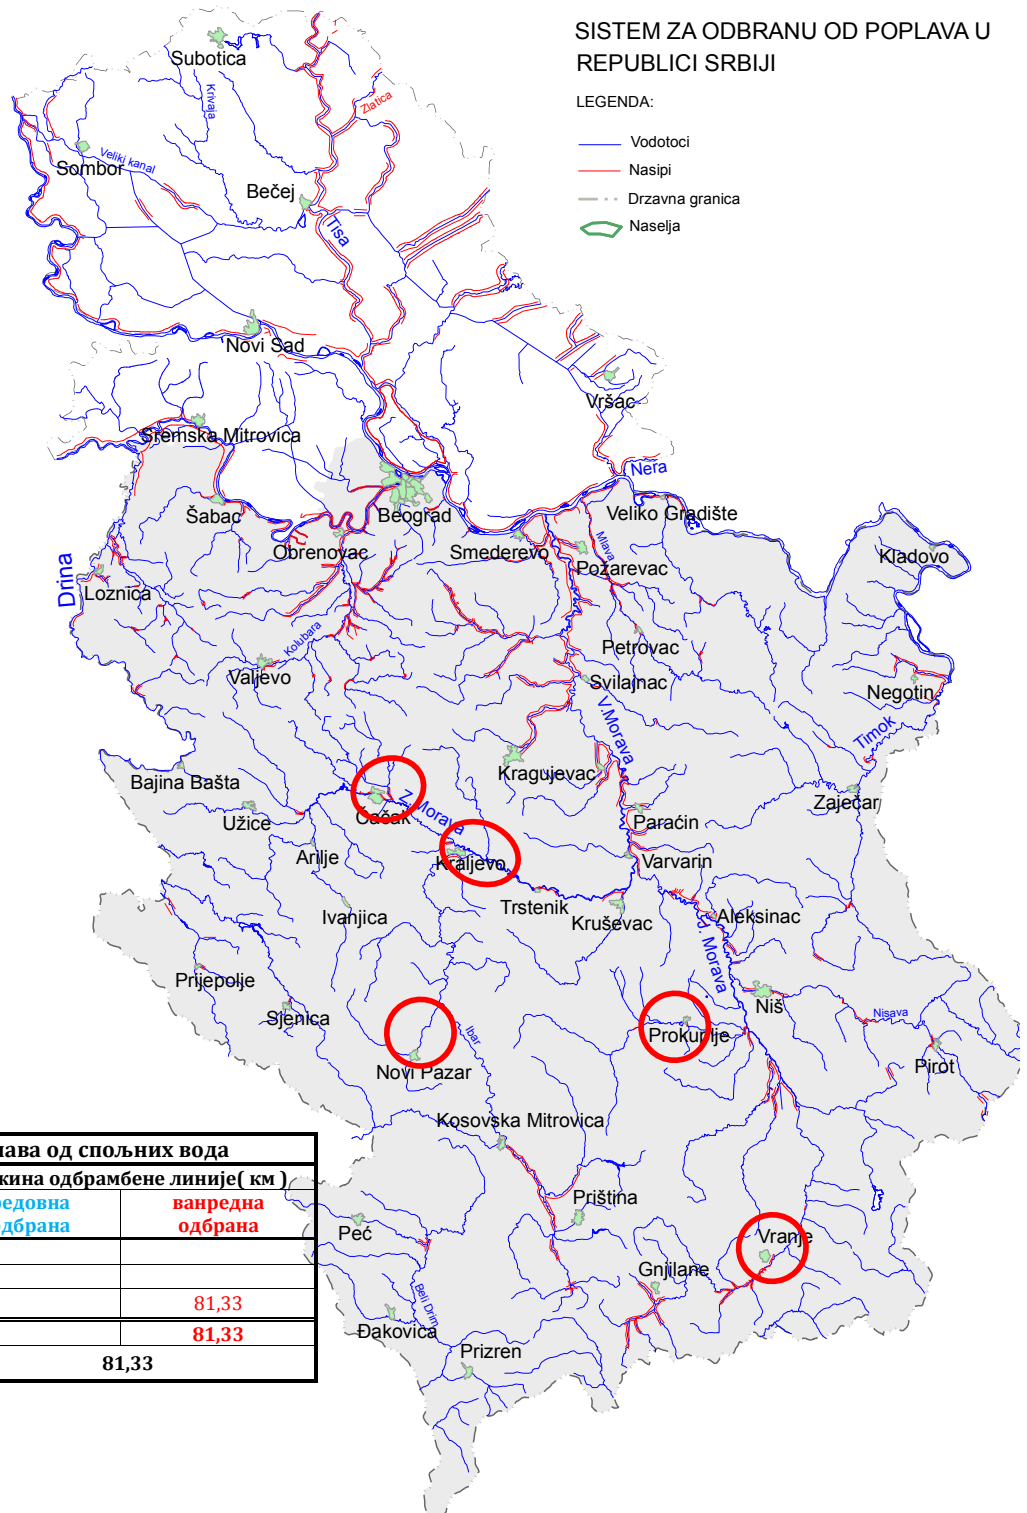 SISTEM ZA ODBRANU OD POPLAVA U
REPUBLICI SRBIJI
LEGENDA:
Vodotoci
Nasipi
Drzavna granica
Naselja
Subotica
Krivaja
Zlatica
Sombor
Veliki kanal
Bečej
Tisa
Novi Sad
Vršac
Sremska Mitrovica
Nera
Šabac
Beograd
Veliko Gradište
Obrenovac
Smederevo
Mlava
Kladovo
Požarevac
Drina
Loznica
Kolubara
Petrovac
Valjevo
Svilajnac
Negotin
V.Morava
Timok
Bajina Bašta
Kragujevac
Zaječar
Užice
Čačak
Z. Morava
Paraćin
Arilje
Kraljevo
Varvarin
Ivanjica
Trstenik
Kruševac
Aleksinac
J. Morava
Prijepolje
Sjenica
Niš
Nisava
Ibar
Prokuplje
Novi Pazar
Pirot
Kosovska Mitrovica
лава од спољних вода
жина одбрамбене линије( км )
редовна
ванредна
одбрана
одбрана
81,33
81,33
81,33
Priština
Peć
Vranje
Gnjilane
Beli Drim
Đakovica
Prizren